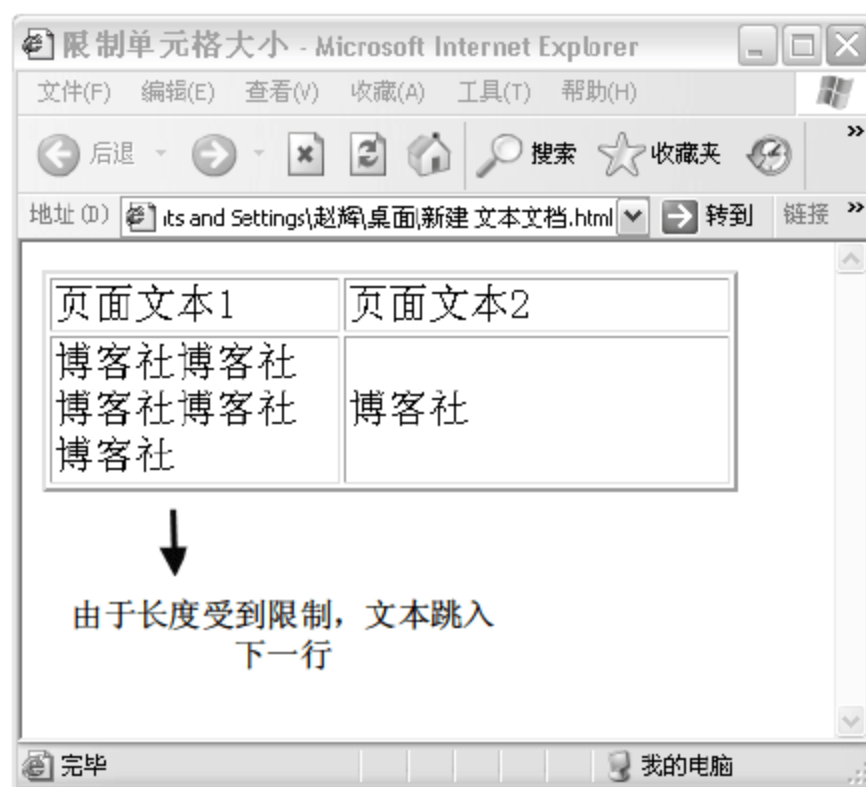 限制单元格大小 - Microsoft Internet Explorer
文件(F) 编辑(E) 查看(V) 收藏(A) 工具(T) 帮助(H)
后退 搜索 收藏夹 »
地址(D) its and Settings\赵辉\桌面\新建 文本文档.html 转到 链接 »
页面文本1 页面文本2
博客社博客社
博客社博客社 博客社
博客社
由于长度受到限制，文本跳入
下一行
完毕 我的电脑